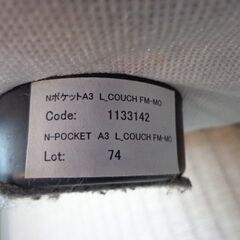 NポケットA3 L_COUCH FM-MO
Code: 1133142
N-POCKET A3 L_COUCH FM-MO
Lot: 74